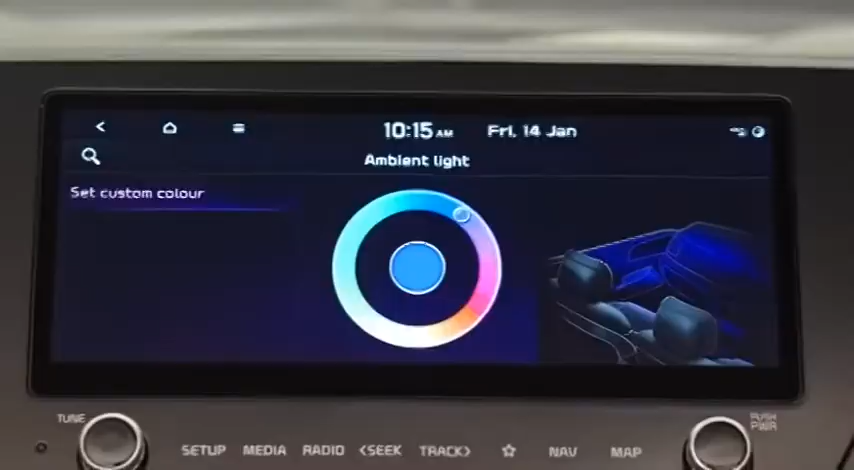 10:15 AM Fri. 14 Jan
Ambient light
Set custom colour
TUNE
PUSH
PWR
SETUP MEDIA RADIO <SEEK TRACK> NAV MAP